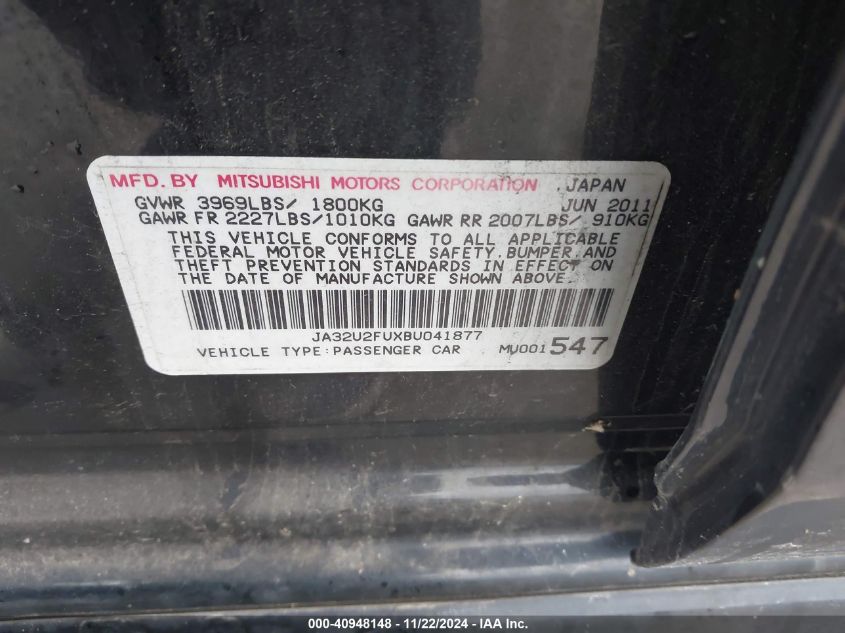 MFD. BY MITSUBISHI MOTORS CORPORATION JAPAN
GVWR 3969LBS/ 1800KG JUN 2011
GAWR FR 2227LBS/1010KG GAWR RR 2007LBS/ 910KG
THIS VEHICLE CONFORMS TO ALL APPLICABLE
FEDERAL MOTOR VEHICLE SAFETY,BUMPER,AND
THEFT PREVENTION STANDARDS IN EFFECT ON
THE DATE OF MANUFACTURE SHOWN ABOVE.
JA32U2FUXBU041877
VEHICLE TYPE:PASSENGER CAR MU001547
000-40948148 - 11/22/2024 - IAAI.com